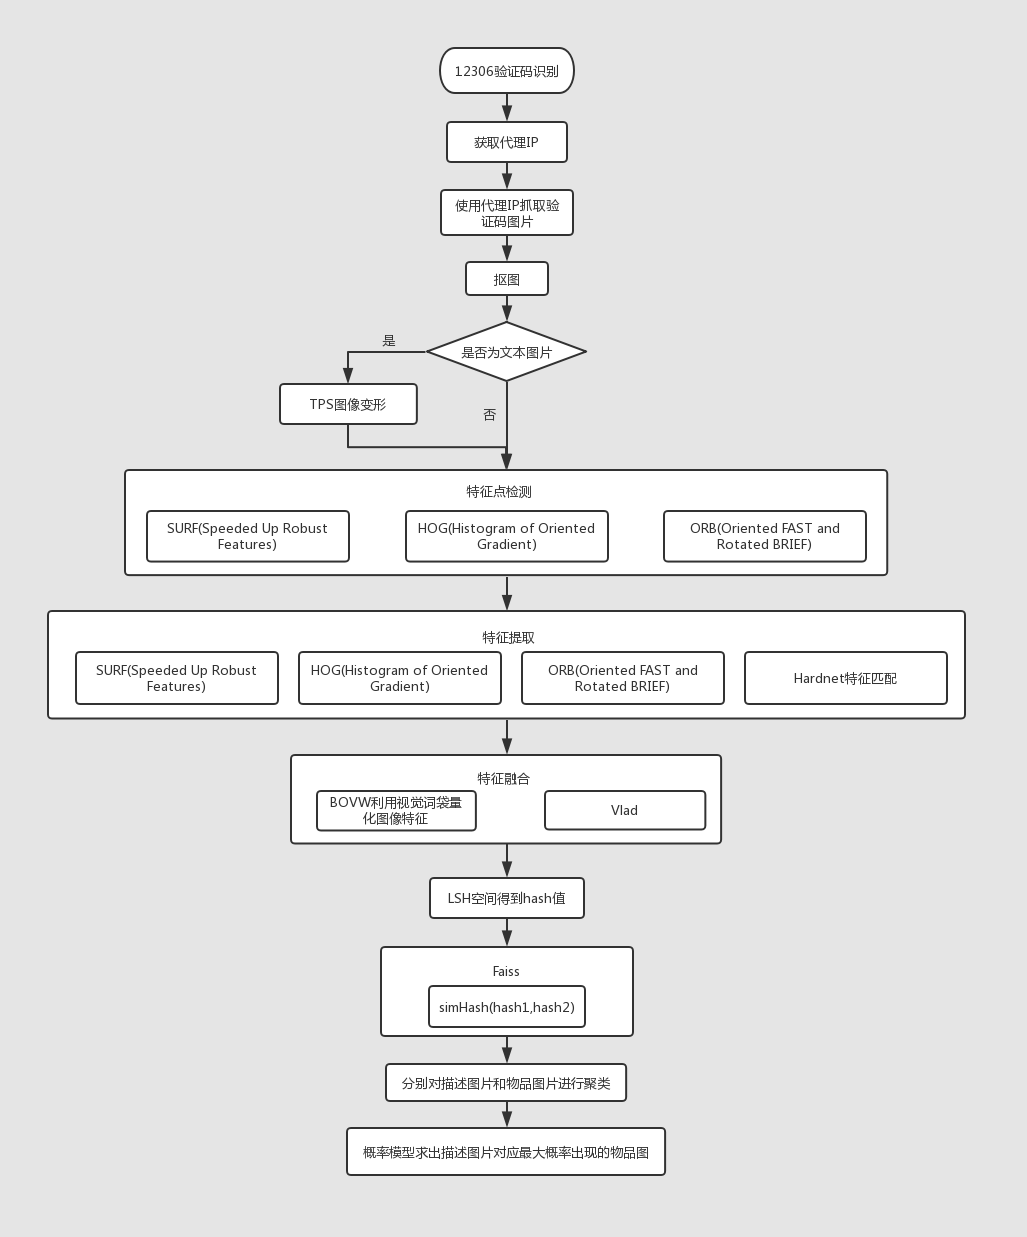 12306验证码识别
获取代理IP
使用代理IP抓取验
证码图片
抠图
是否为文本图片
是
TPS图像变形
否
特征点检测
SURF(Speeded Up Robust
Features)
HOG(Histogram of Oriented
Gradient)
ORB(Oriented FAST and
Rotated BRIEF)
特征提取
SURF(Speeded Up Robust
Features)
HOG(Histogram of Oriented
Gradient)
ORB(Oriented FAST and
Rotated BRIEF)
Hardnet特征匹配
特征融合
BOVW利用视觉词袋量
化图像特征
Vlad
LSH空间得到hash值
Faiss
simHash(hash1,hash2)
分别对描述图片和物品图片进行聚类
概率模型求出描述图片对应最大概率出现的物品图